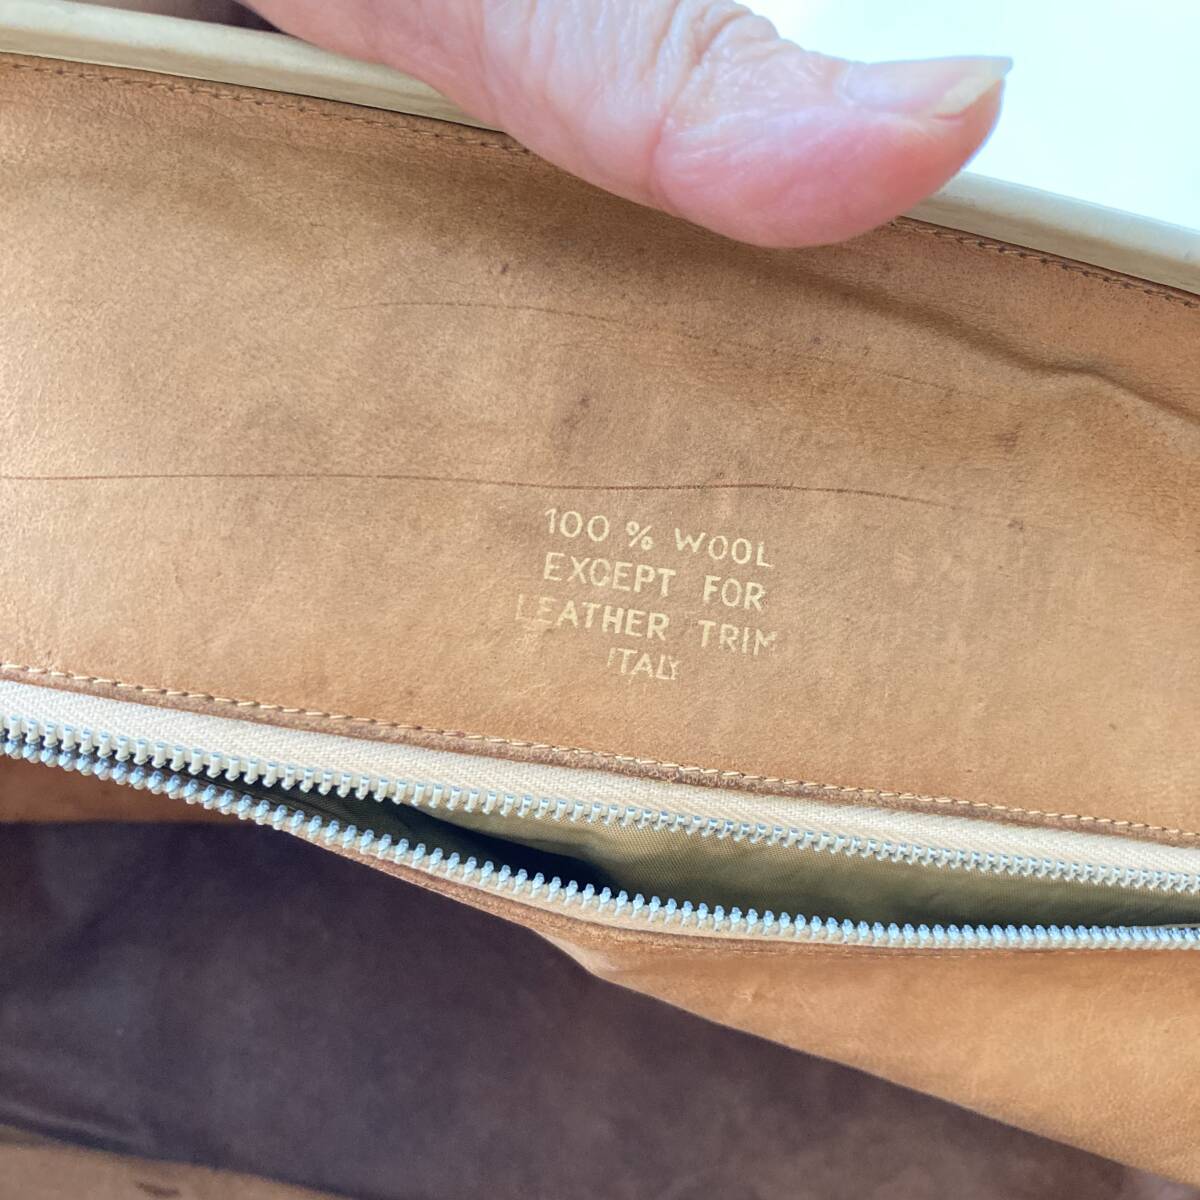 100 % WOOL
EXCEPT FOR
LEATHER TRIM
ITALY